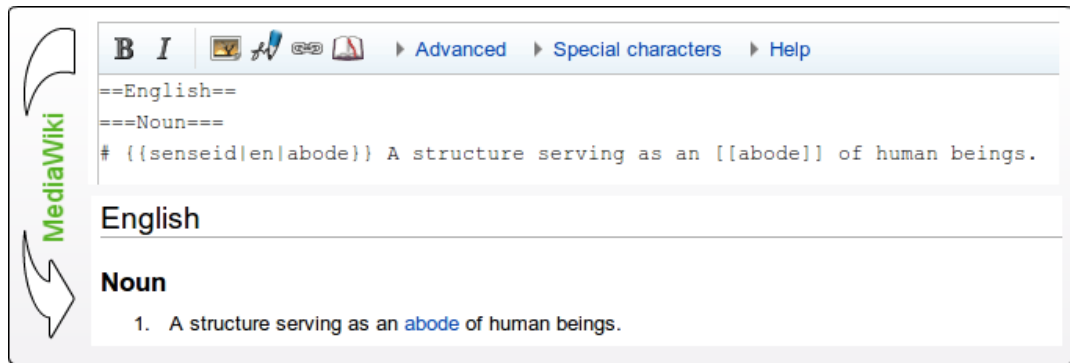 B I Advanced Special characters Help
==English==
===Noun===
# {{senseid|en|abode}} A structure serving as an [[abode]] of human beings.
MediaWiki
English
Noun
1. A structure serving as an abode of human beings.